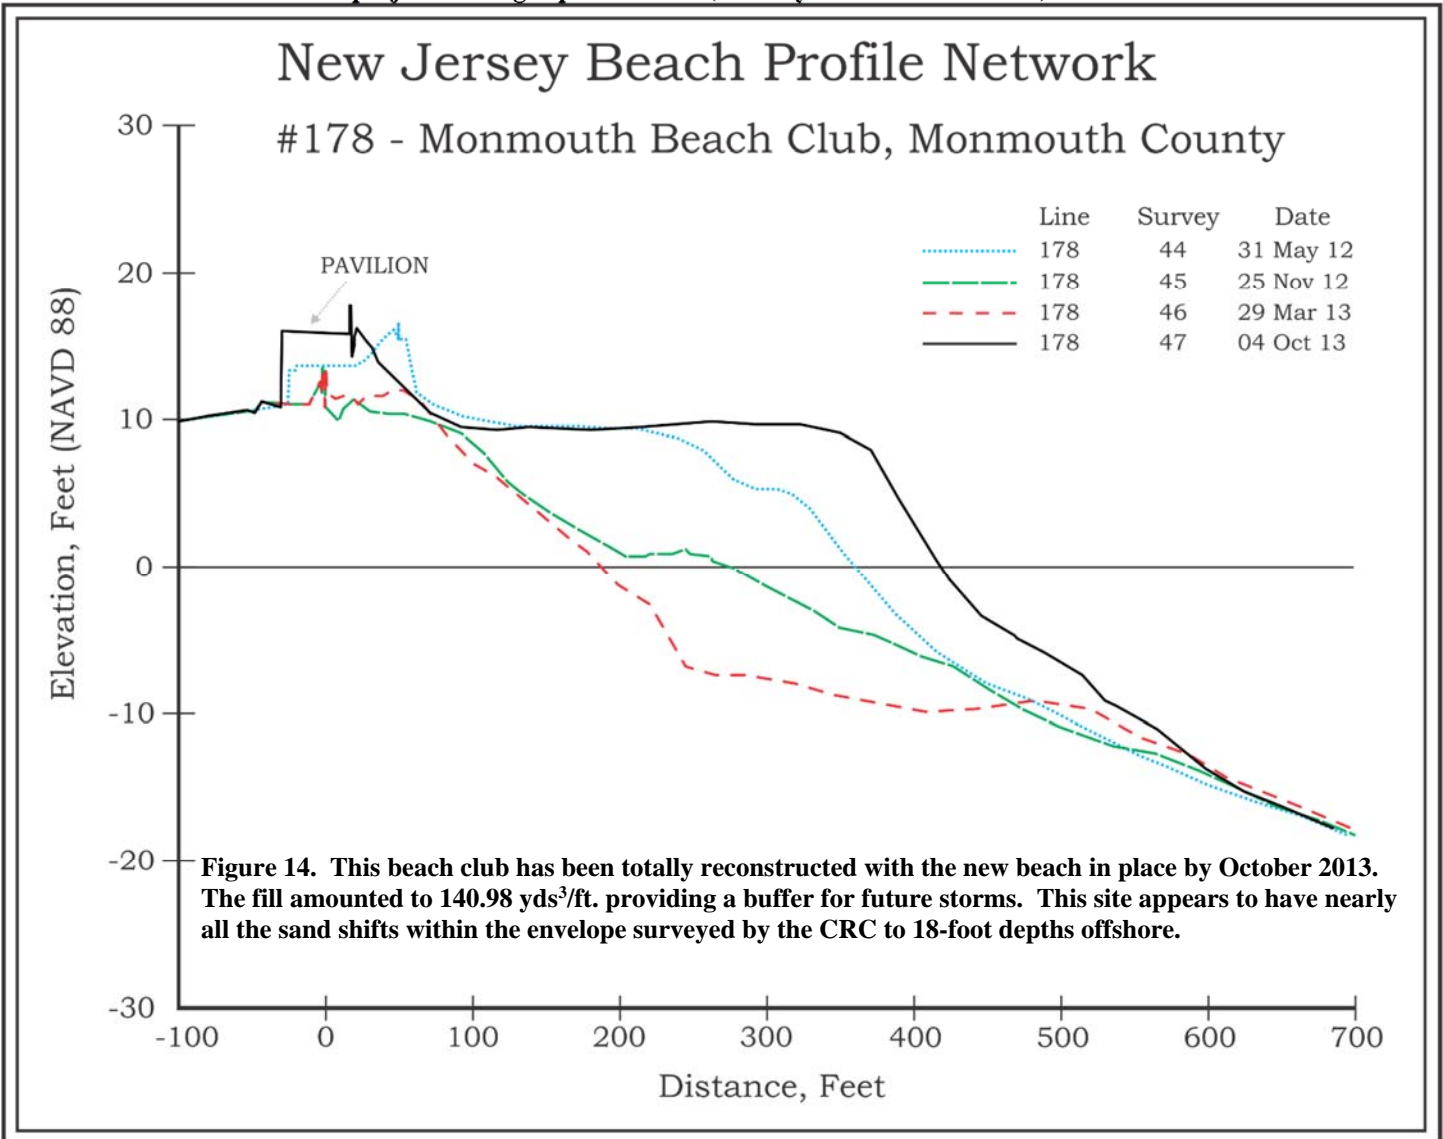 New Jersey Beach Profile Network
#178 - Monmouth Beach Club, Monmouth County
Line Survey Date
178 44 31 May 12
178 45 25 Nov 12
178 46 29 Mar 13
178 47 04 Oct 13
PAVILION
Elevation, Feet (NAVD 88)
30
20
10
0
-10
-20
-30
Figure 14. This beach club has been totally reconstructed with the new beach in place by October 2013.
The fill amounted to 140.98 yds³/ft. providing a buffer for future storms. This site appears to have nearly
all the sand shifts within the envelope surveyed by the CRC to 18-foot depths offshore.
-100 0 100 200 300 400 500 600 700
Distance, Feet